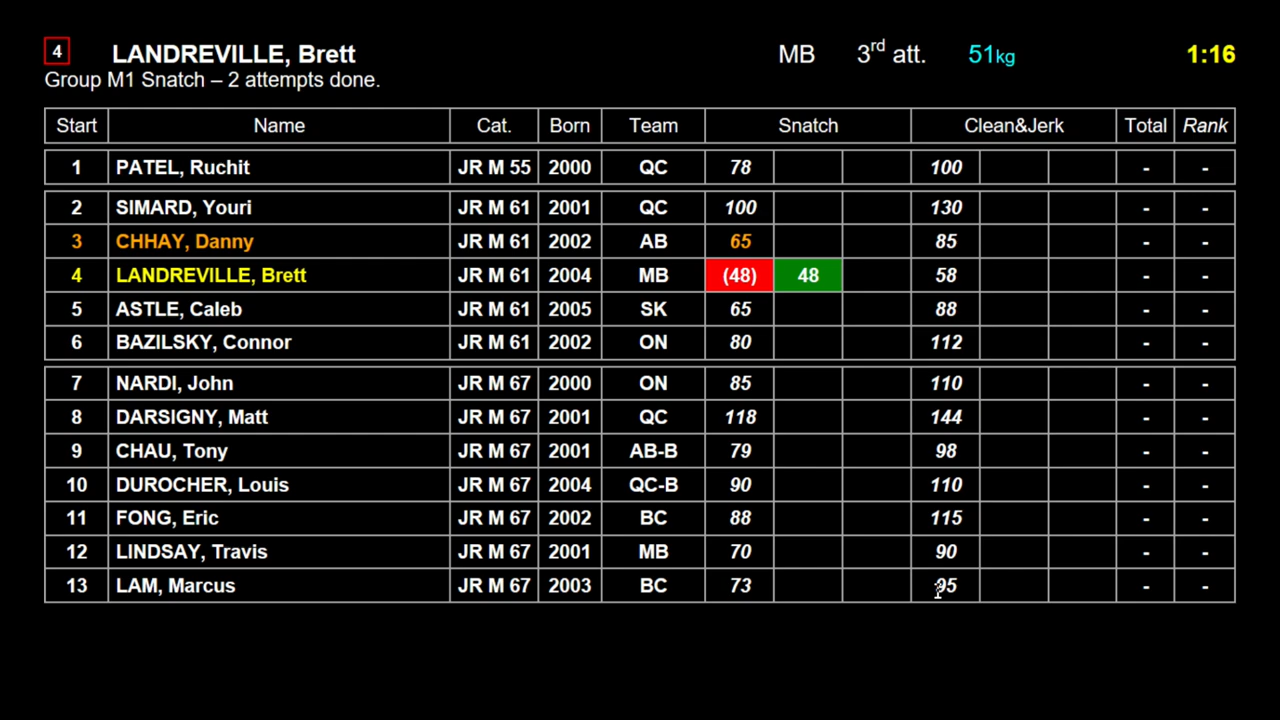 4 LANDREVILLE, Brett MB 3rd att. 51kg 1:16
Group M1 Snatch – 2 attempts done.
Start Name Cat. Born Team Snatch Clean&Jerk Total Rank
1 PATEL, Ruchit JR M 55 2000 QC 78 100 - -
2 SIMARD, Youri JR M 61 2001 QC 100 130 - -
3 CHHAY, Danny JR M 61 2002 AB 65 85 - -
4 LANDREVILLE, Brett JR M 61 2004 MB (48) 48 58 - -
5 ASTLE, Caleb JR M 61 2005 SK 65 88 - -
6 BAZILSKY, Connor JR M 61 2002 ON 80 112 - -
7 NARDI, John JR M 67 2000 ON 85 110 - -
8 DARSIGNY, Matt JR M 67 2001 QC 118 144 - -
9 CHAU, Tony JR M 67 2001 AB-B 79 98 - -
10 DUROCHER, Louis JR M 67 2004 QC-B 90 110 - -
11 FONG, Eric JR M 67 2002 BC 88 115 - -
12 LINDSAY, Travis JR M 67 2001 MB 70 90 - -
13 LAM, Marcus JR M 67 2003 BC 73 95 - -